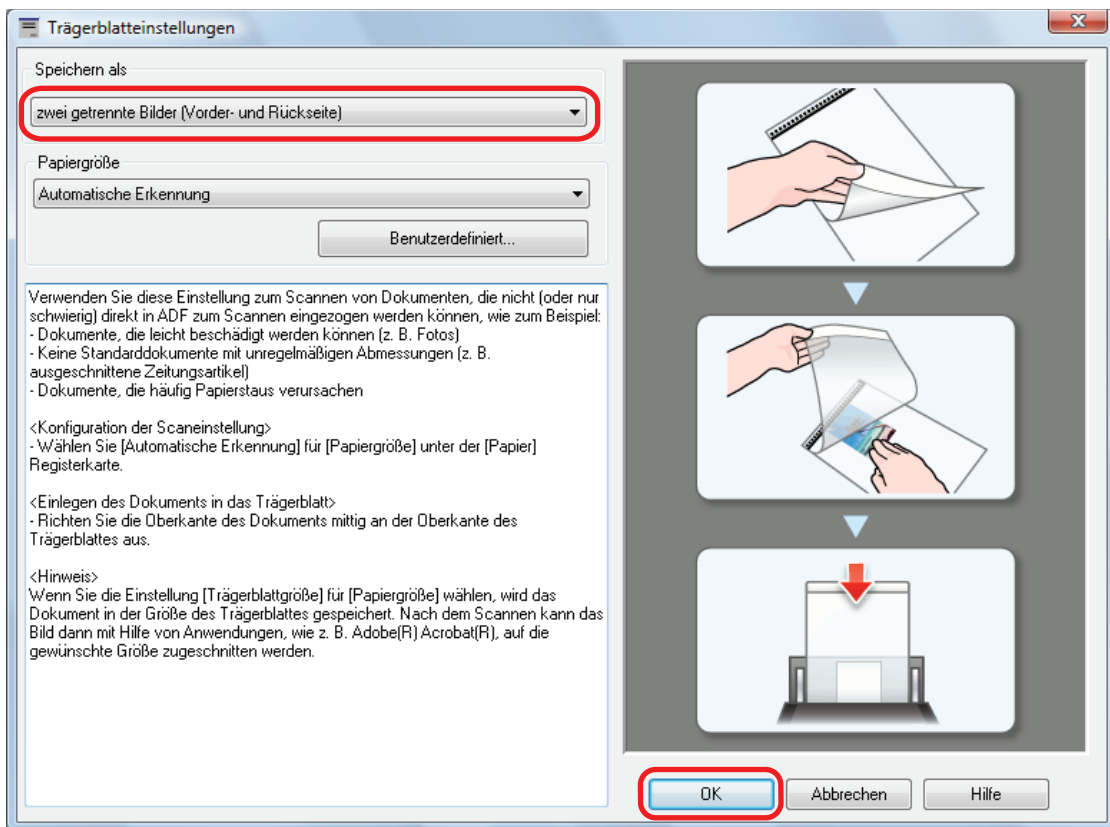 Trägerblatteinstellungen
Speichern als
zwei getrennte Bilder (Vorder- und Rückseite)
Papiergröße
Automatische Erkennung
Benutzerdefiniert...
Verwenden Sie diese Einstellung zum Scannen von Dokumenten, die nicht (oder nur
schwierig) direkt in ADF zum Scannen eingezogen werden können, wie zum Beispiel:
- Dokumente, die leicht beschädigt werden können (z. B. Fotos)
- Keine Standarddokumente mit unregelmäßigen Abmessungen (z. B.
ausgeschnittene Zeitungsartikel)
- Dokumente, die häufig Papierstaus verursachen
<Konfiguration der Scaneinstellung>
- Wählen Sie [Automatische Erkennung] für [Papiergröße] unter der [Papier]
Registerkarte.
<Einlegen des Dokuments in das Trägerblatt>
- Richten Sie die Oberkante des Dokuments mittig an der Oberkante des
Trägerblattes aus.
<Hinweis>
Wenn Sie die Einstellung [Trägerblattgröße] für [Papiergröße] wählen, wird das
Dokument in der Größe des Trägerblattes gespeichert. Nach dem Scannen kann das
Bild dann mit Hilfe von Anwendungen, wie z. B. Adobe(R) Acrobat(R), auf die
gewünschte Größe zugeschnitten werden.
OK
Abbrechen
Hilfe